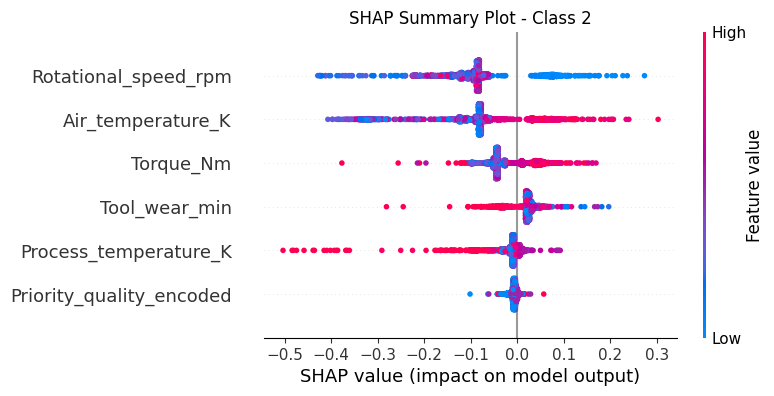 SHAP Summary Plot - Class 2
High
Rotational_speed_rpm
Air_temperature_K
Torque_Nm
Tool_wear_min
Process_temperature_K
Priority_quality_encoded
Feature value
Low
−0.5 −0.4 −0.3 −0.2 −0.1 0.0 0.1 0.2 0.3
SHAP value (impact on model output)